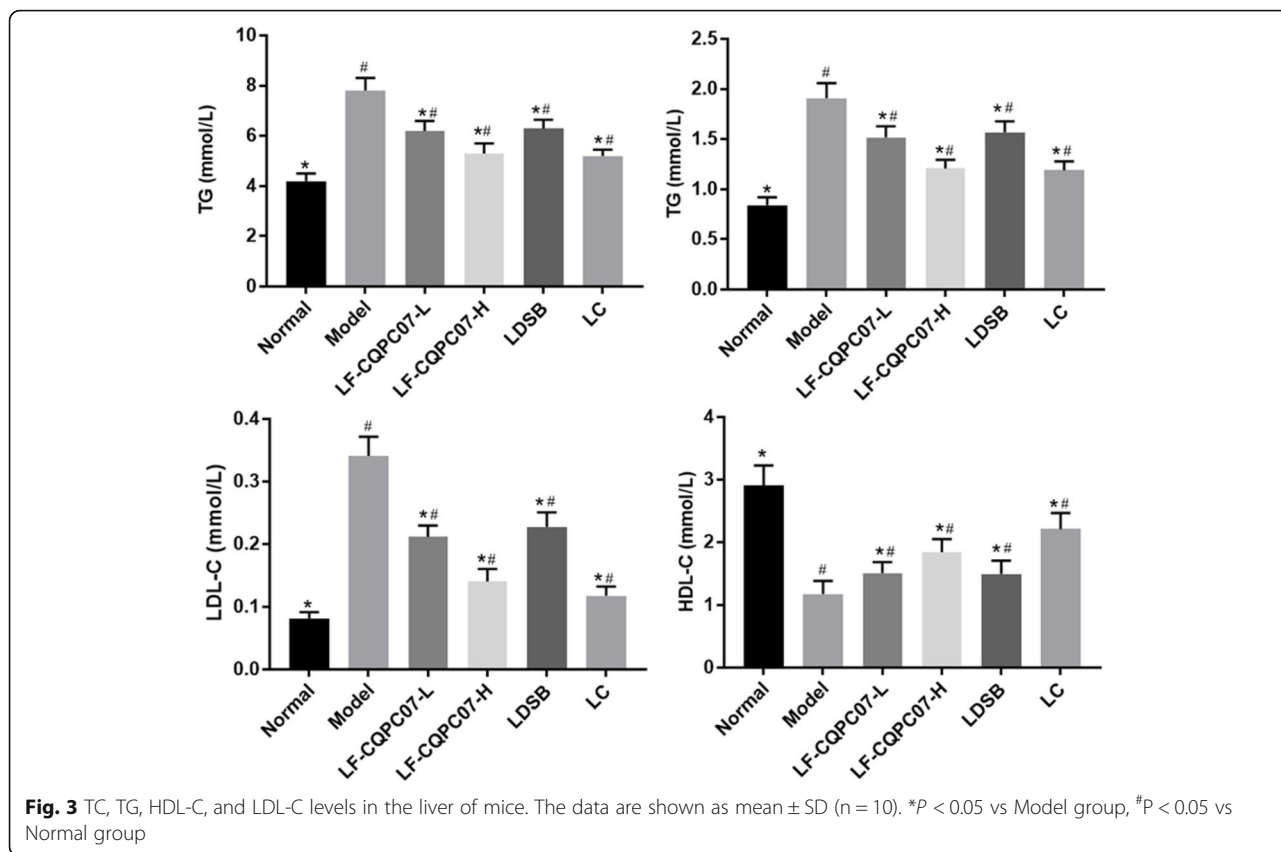 10
8
6
4
2
0
TG (mmol/L)
*
#
*#
*#
*#
*#
Normal
Model
LF-CQPC07-L
LF-CQPC07-H
LDSB
LC
2.5
2.0
1.5
1.0
0.5
0.0
TG (mmol/L)
*
#
*#
*#
*#
*#
Normal
Model
LF-CQPC07-L
LF-CQPC07-H
LDSB
LC
0.4
0.3
0.2
0.1
0.0
LDL-C (mmol/L)
*
#
*#
*#
*#
*#
Normal
Model
LF-CQPC07-L
LF-CQPC07-H
LDSB
LC
4
3
2
1
0
HDL-C (mmol/L)
*
#
*#
*#
*#
*#
Normal
Model
LF-CQPC07-L
LF-CQPC07-H
LDSB
LC
Fig. 3 TC, TG, HDL-C, and LDL-C levels in the liver of mice. The data are shown as mean ± SD (n = 10). *P < 0.05 vs Model group, #P < 0.05 vs
Normal group